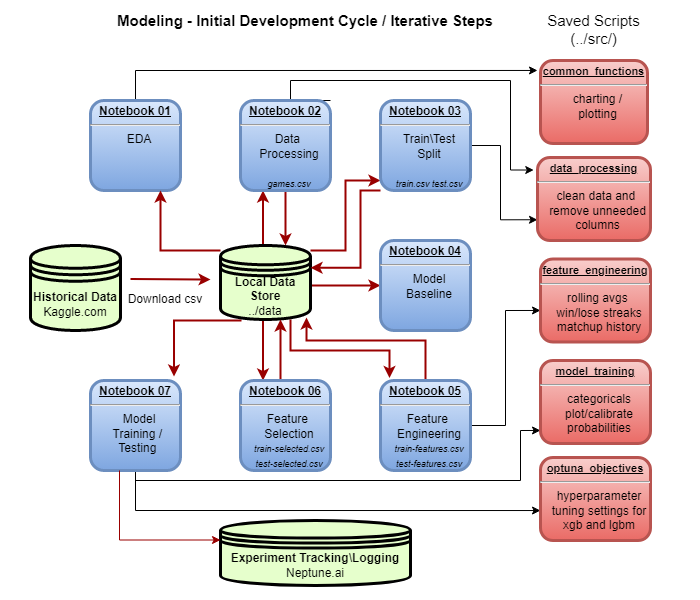 Modeling - Initial Development Cycle / Iterative Steps
Saved Scripts
(../src/)
common_functions
charting /
plotting
Notebook 01
EDA
Notebook 02
Data
Processing
games.csv
Notebook 03
Train\Test
Split
train.csv test.csv
data_processing
clean data and
remove unneeded
columns
Historical Data
Kaggle.com
Download csv
Local Data
Store
../data
Notebook 04
Model
Baseline
feature_engineering
rolling avgs
win/lose streaks
matchup history
Notebook 07
Model
Training /
Testing
Notebook 06
Feature
Selection
train-selected.csv
test-selected.csv
Notebook 05
Feature
Engineering
train-features.csv
test-features.csv
model_training
categoricals
plot/calibrate
probabilities
optuna_objectives
hyperparameter
tuning settings for
xgb and lgbm
Experiment Tracking\Logging
Neptune.ai